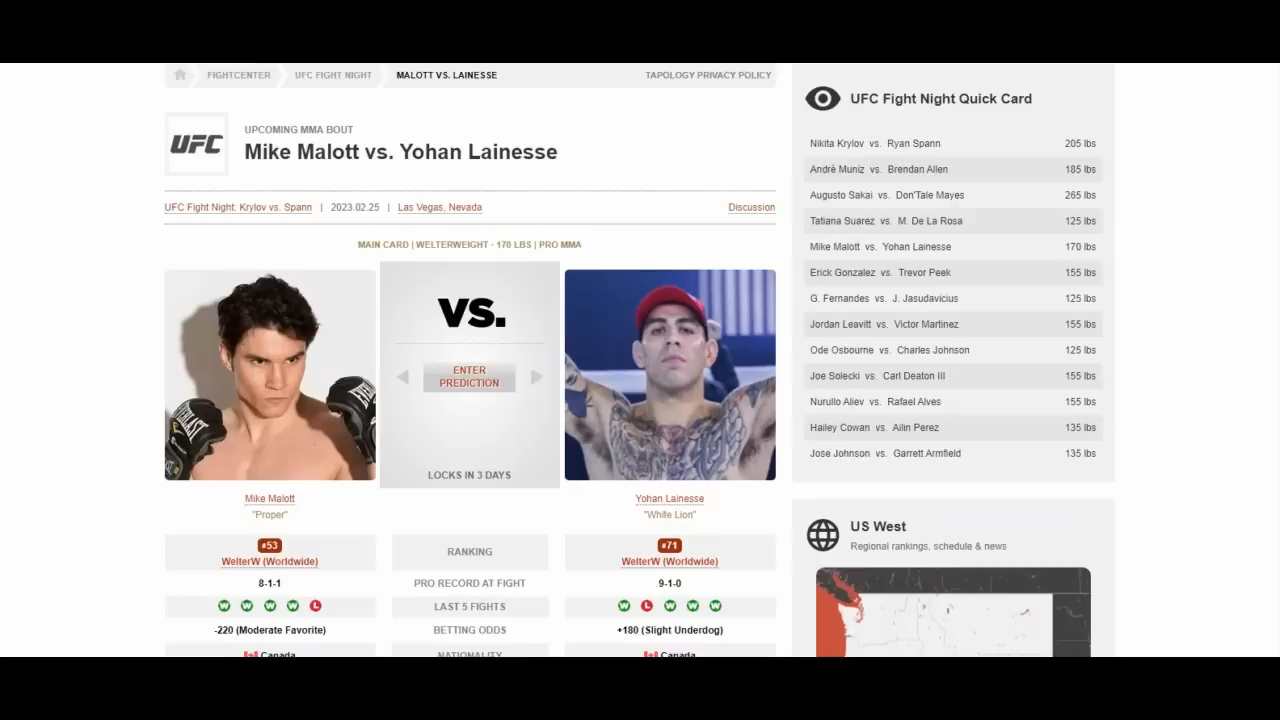 FIGHTCENTER UFC FIGHT NIGHT MALOTT VS. LAINESSE TAPOLOGY PRIVACY POLICY
UFC
UPCOMING MMA BOUT
Mike Malott vs. Yohan Lainesse
UFC Fight Night: Krylov vs. Spann | 2023.02.25 | Las Vegas, Nevada Discussion
MAIN CARD | WELTERWEIGHT - 170 LBS | PRO MMA
VS.
ENTER
PREDICTION
LOCKS IN 3 DAYS
EVERLAST
EVERLAST
Mike Malott Yohan Lainesse
"Proper" "White Lion"
#53 RANKING #71
WelterW (Worldwide) WelterW (Worldwide)
8-1-1 PRO RECORD AT FIGHT 9-1-0
W W W W L LAST 5 FIGHTS W L W W W
-220 (Moderate Favorite) BETTING ODDS +180 (Slight Underdog)
Canada NATIONALITY Canada
UFC Fight Night Quick Card
Nikita Krylov vs. Ryan Spann 205 lbs
André Muniz vs. Brendan Allen 185 lbs
Augusto Sakai vs. Don'Tale Mayes 265 lbs
Tatiana Suarez vs. M. De La Rosa 125 lbs
Mike Malott vs. Yohan Lainesse 170 lbs
Erick Gonzalez vs. Trevor Peek 155 lbs
G. Fernandes vs. J. Jasudavicius 125 lbs
Jordan Leavitt vs. Victor Martinez 155 lbs
Ode Osbourne vs. Charles Johnson 125 lbs
Joe Solecki vs. Carl Deaton III 155 lbs
Nurullo Aliev vs. Rafael Alves 155 lbs
Hailey Cowan vs. Ailin Perez 135 lbs
Jose Johnson vs. Garrett Armfield 135 lbs
US West
Regional rankings, schedule & news